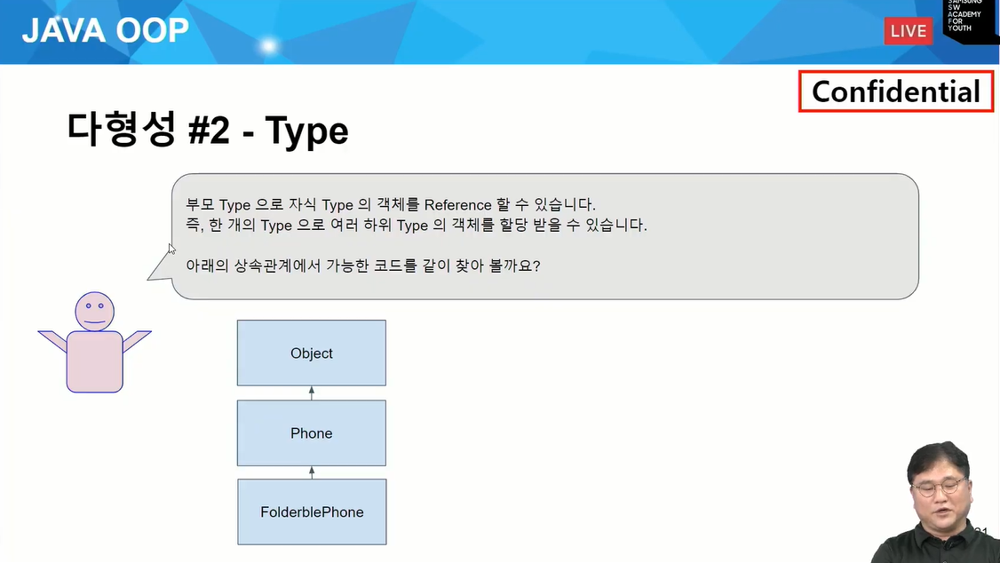 JAVA OOP
LIVE
SAMSUNG
SW
ACADEMY
FOR
YOUTH
Confidential
다형성 #2 - Type
부모 Type 으로 자식 Type 의 객체를 Reference 할 수 있습니다.
즉, 한 개의 Type 으로 여러 하위 Type 의 객체를 할당 받을 수 있습니다.
아래의 상속관계에서 가능한 코드를 같이 찾아 볼까요?
Object
Phone
FolderblePhone